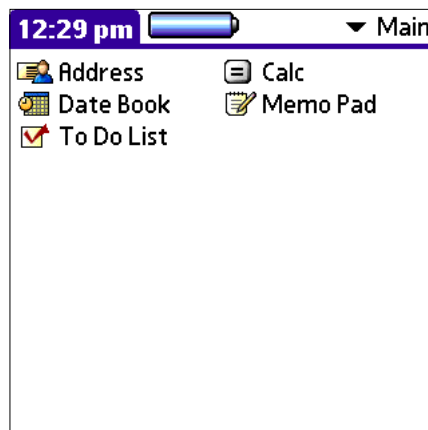 12:29 pm Main
Address Calc
Date Book Memo Pad
To Do List